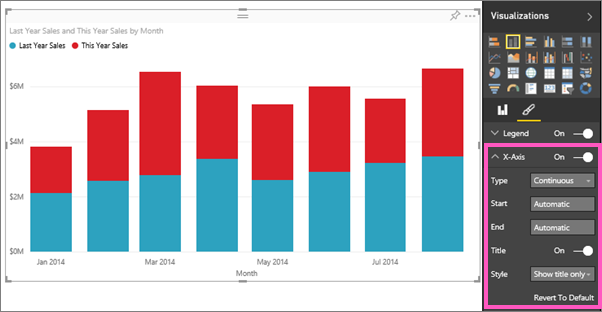 Visualizations
Last Year Sales and This Year Sales by Month
Last Year Sales This Year Sales
$6M
$4M
$2M
$0M
Jan 2014 Mar 2014 May 2014 Jul 2014
Month
Legend On
X-Axis On
Type Continuous
Start Automatic
End Automatic
Title On
Style Show title only
Revert To Default